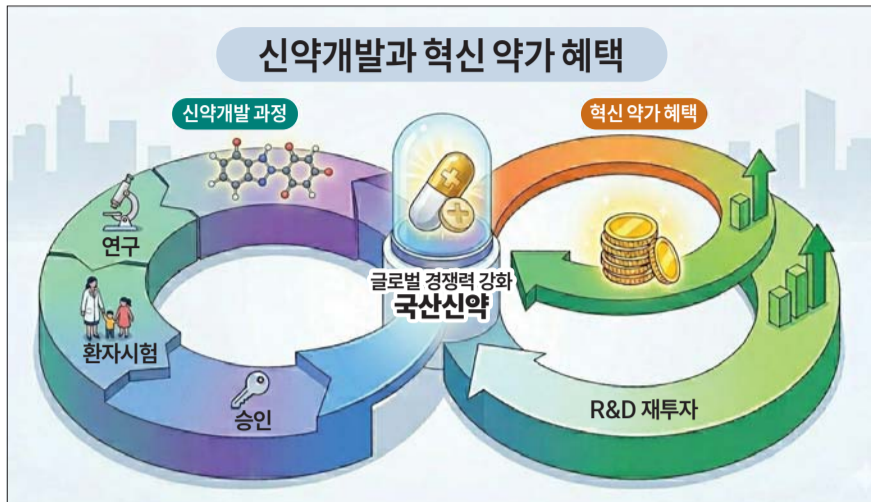 신약개발과 혁신 약가 혜택
신약개발 과정
혁신 약가 혜택
연구
환자시험
승인
글로벌 경쟁력 강화
국산신약
R&D 재투자